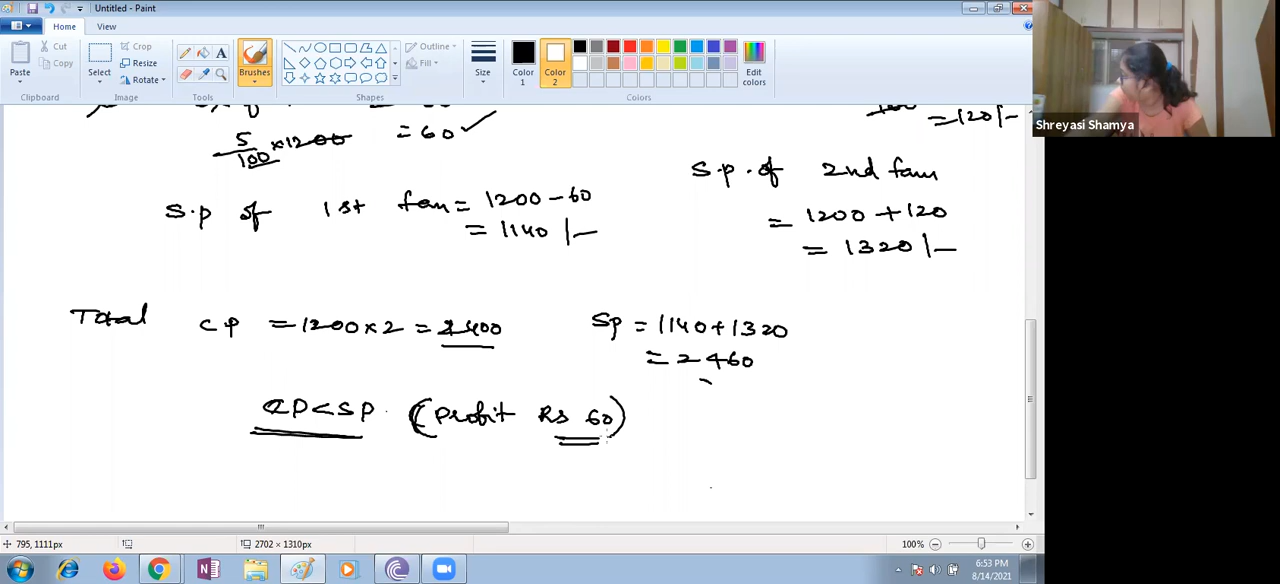 Untitled - Paint
Home
View
Paste
Cut
Copy
Clipboard
Select
Crop
Resize
Rotate
Image
Tools
Brushes
Outline
Fill
Shapes
Size
Color 1
Color 2
Edit colors
Colors
Shreyasi Shamya
5/100 × 1200 = 60
= 120/-
S.P of 1st fan = 1200 - 60
= 1140/-
S.P. of 2nd fan
= 1200 + 120
= 1320/-
Total CP = 1200 × 2 = 2400
SP = 1140 + 1320
= 2460
CP < SP. (Profit Rs 60)
795, 1111px
2702 × 1310px
100%
6:53 PM
8/14/2021